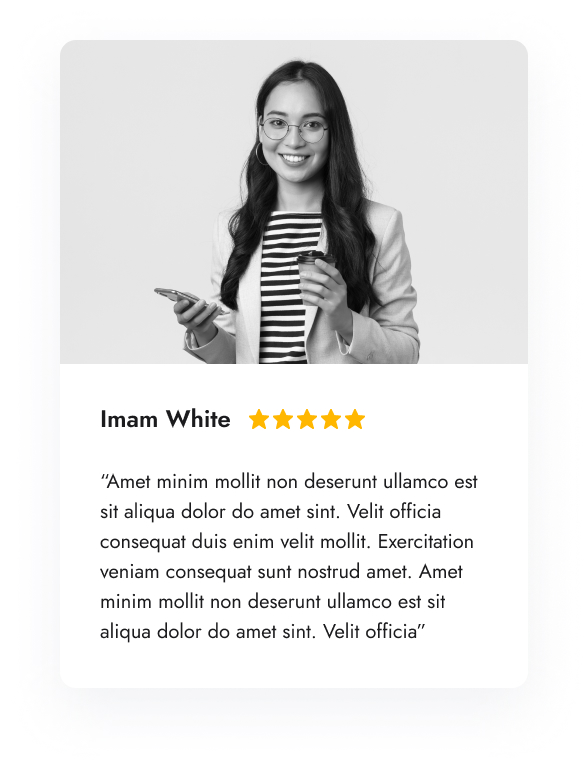 Imam White
“Amet minim mollit non deserunt ullamco est
sit aliqua dolor do amet sint. Velit officia
consequat duis enim velit mollit. Exercitation
veniam consequat sunt nostrud amet. Amet
minim mollit non deserunt ullamco est sit
aliqua dolor do amet sint. Velit officia”